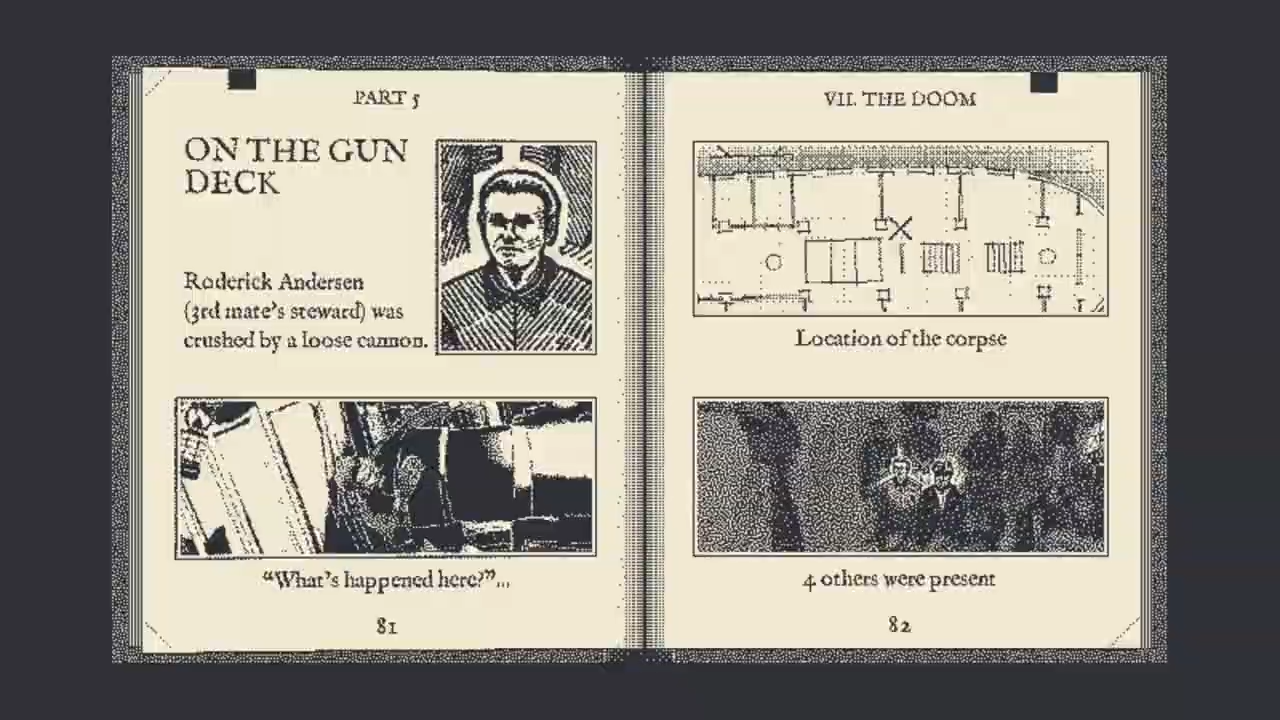 PART 5
ON THE GUN
DECK
Roderick Andersen
(3rd mate's steward) was
crushed by a loose cannon.
"What's happened here?"...
81
VII. THE DOOM
Location of the corpse
4 others were present
82